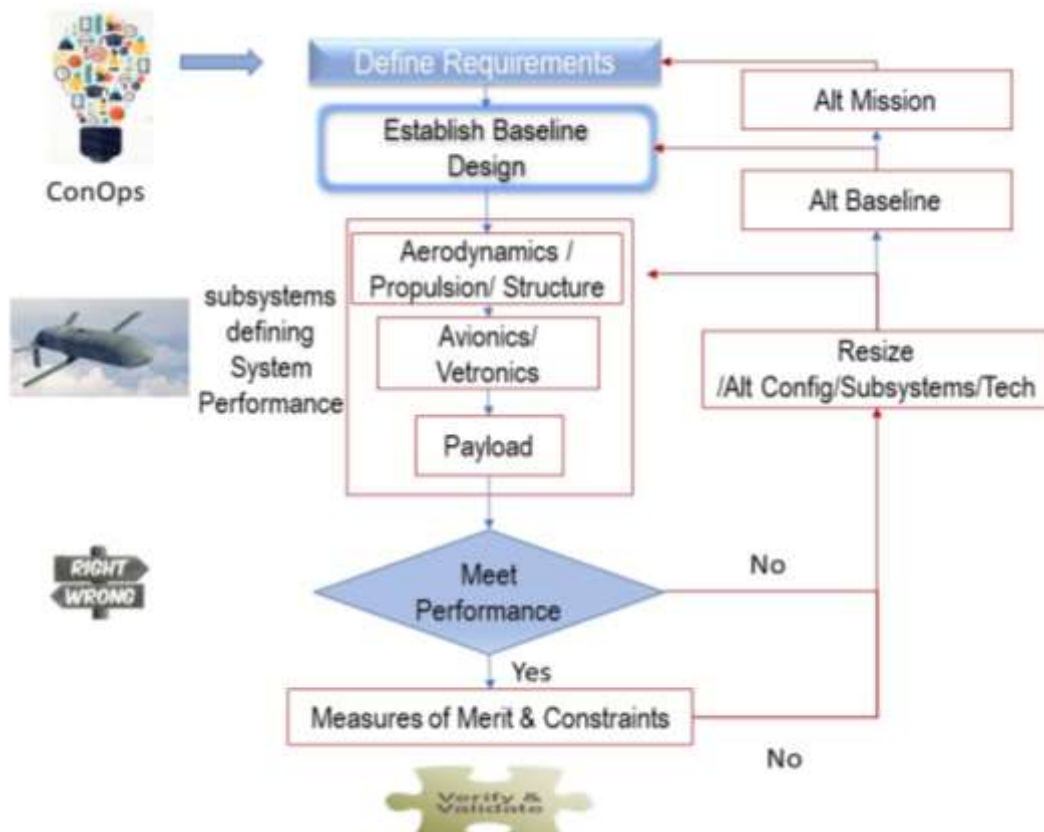 Define Requirements
Alt Mission
Establish Baseline
Design
ConOps
Alt Baseline
Aerodynamics /
Propulsion/ Structure
subsystems
defining
System
Performance
Avionics/
Vetronics
Resize
/Alt Config/Subsystems/Tech
Payload
RIGHT
WRONG
Meet
Performance
No
Yes
Measures of Merit & Constraints
No
Verify &
Validate